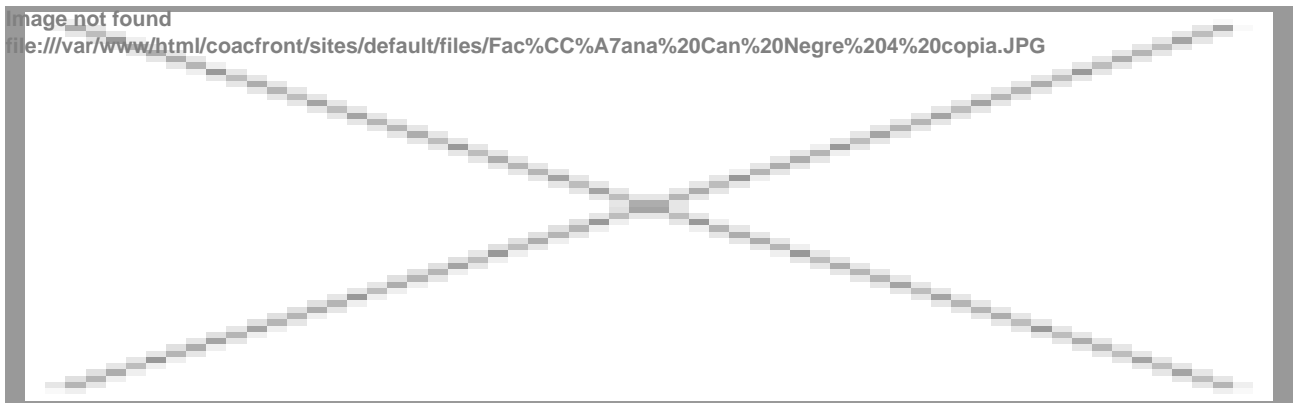 Image not found
file:///var/www/html/coacfront/sites/default/files/Fac%CC%A7ana%20Can%20Negre%204%20copia.JPG